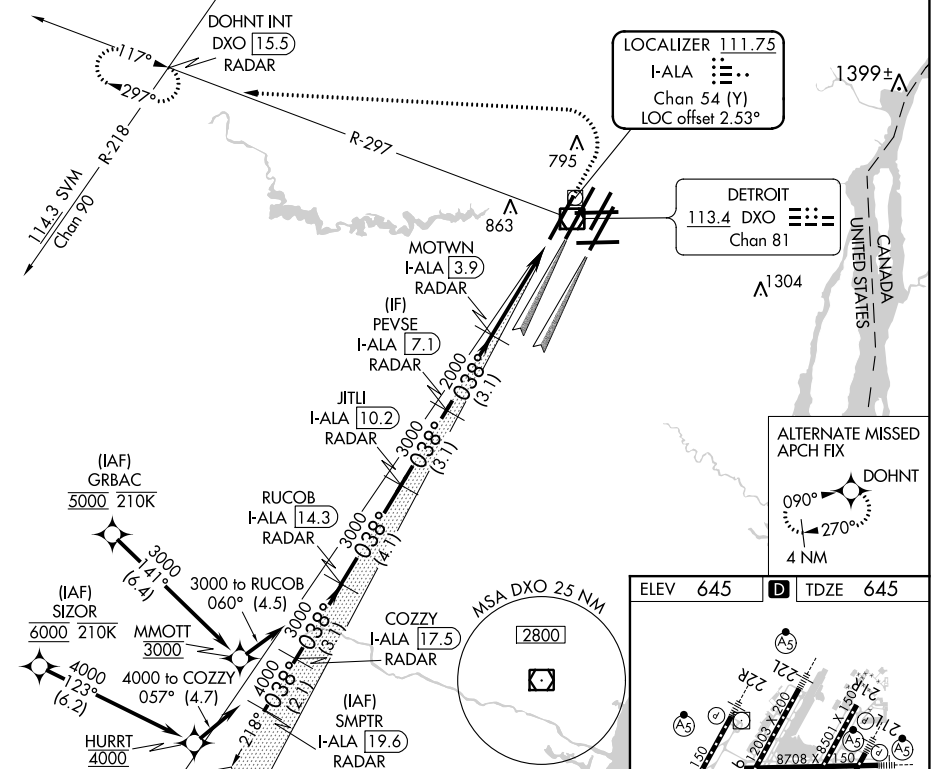 DOHNT INT
DXO 15.5
RADAR
117°
297°
R-218
114.3 SVM
Chan 90
R-297
LOCALIZER 111.75
I-ALA
Chan 54 (Y)
LOC offset 2.53°
1399±
795
863
DETROIT
113.4 DXO
Chan 81
CANADA
UNITED STATES
1304
MOTWN
I-ALA 3.9
RADAR
(IF)
PEVSE
I-ALA 7.1
RADAR
2000
038°
(3.1)
JITLI
I-ALA 10.2
RADAR
3000
038°
(3.1)
RUCOB
I-ALA 14.3
RADAR
3000
038°
(4.1)
(IAF)
GRBAC
5000 210K
3000
141°
(6.4)
3000 to RUCOB
060° (4.5)
3000
038°
(3.1)
COZZY
I-ALA 17.5
RADAR
(IAF)
SIZOR
6000 210K
MMOTT
3000
4000
123°
(6.2)
4000 to COZZY
057° (4.7)
4000
038°
(2.1)
218°
(IAF)
SMPTR
I-ALA 19.6
RADAR
HURRT
4000
MSA DXO 25 NM
2800
ALTERNATE MISSED
APCH FIX
DOHNT
090°
270°
4 NM
ELEV 645 D TDZE 645
A5
22R
22L
21R
21L
A5
A5
A5
12003 X 200
8501 X 150
8708 X 150
150